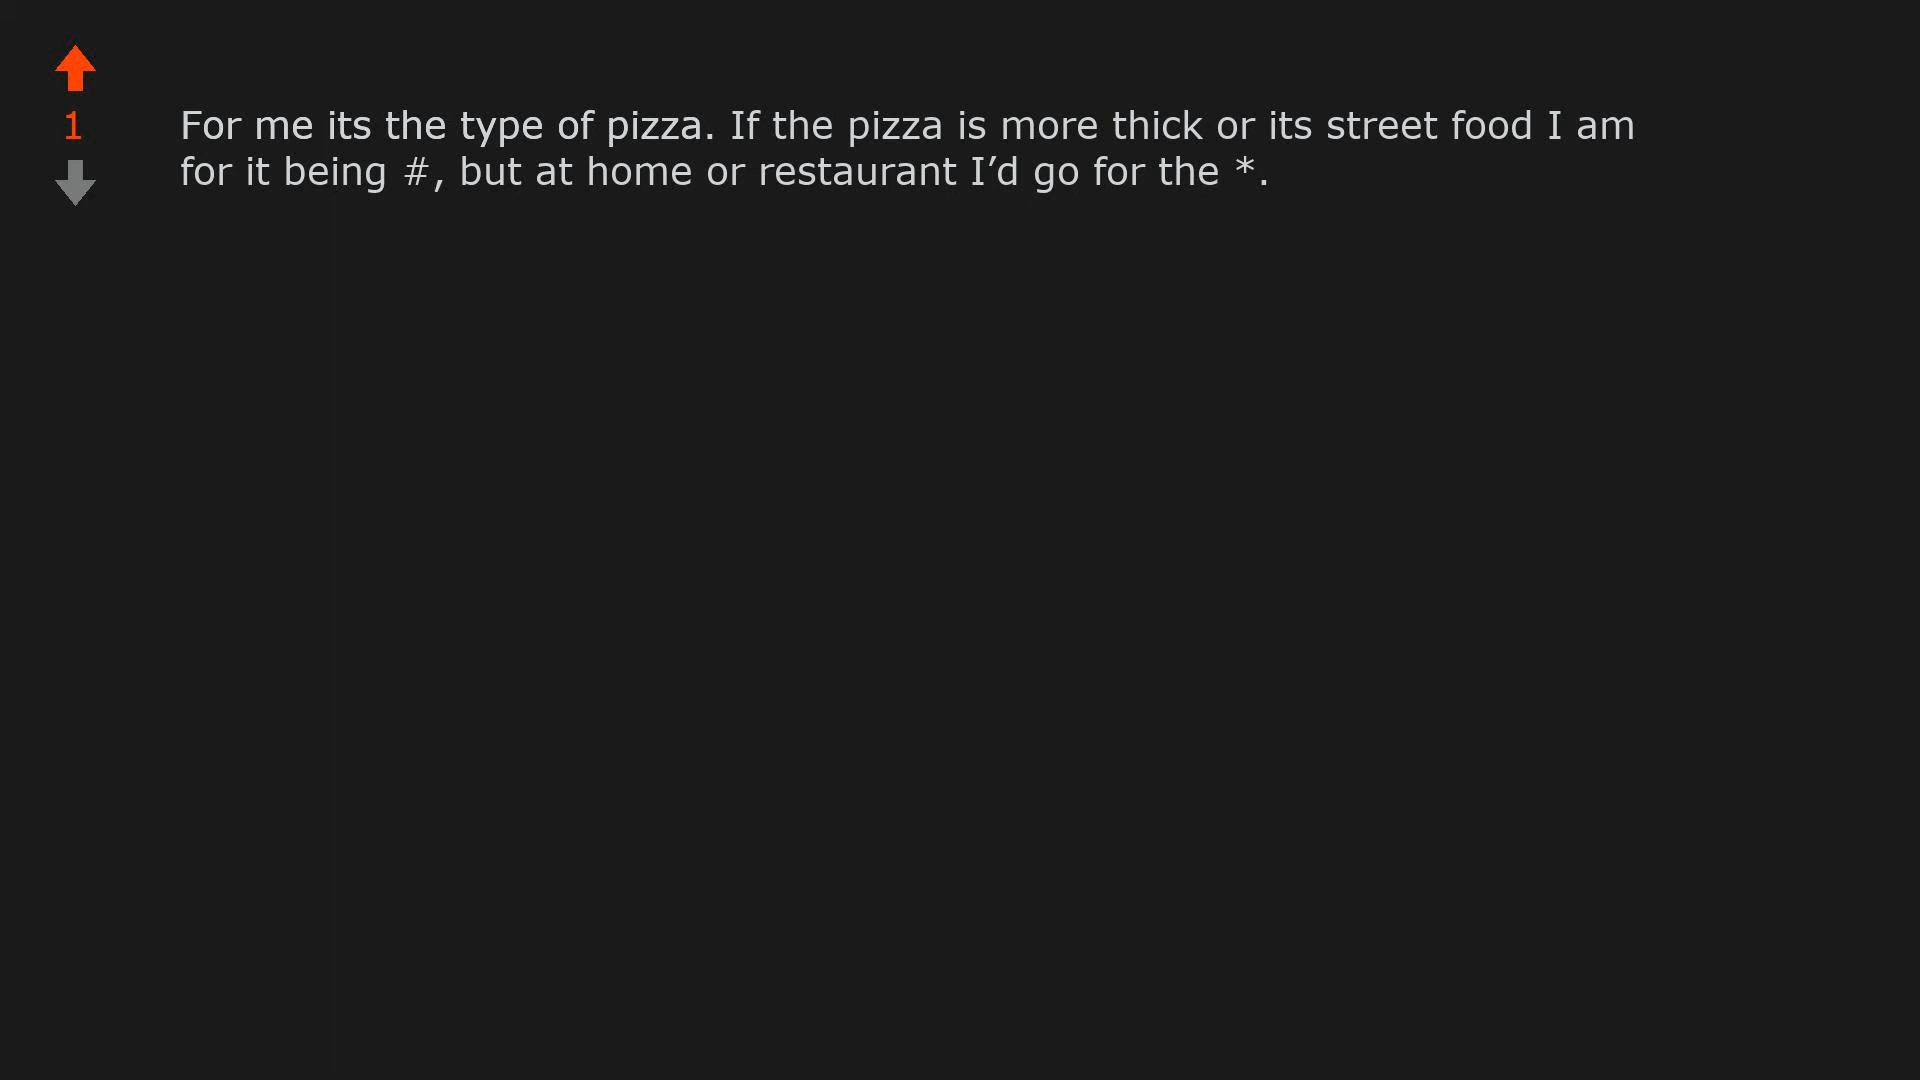 1
For me its the type of pizza. If the pizza is more thick or its street food I am
for it being #, but at home or restaurant I’d go for the *.